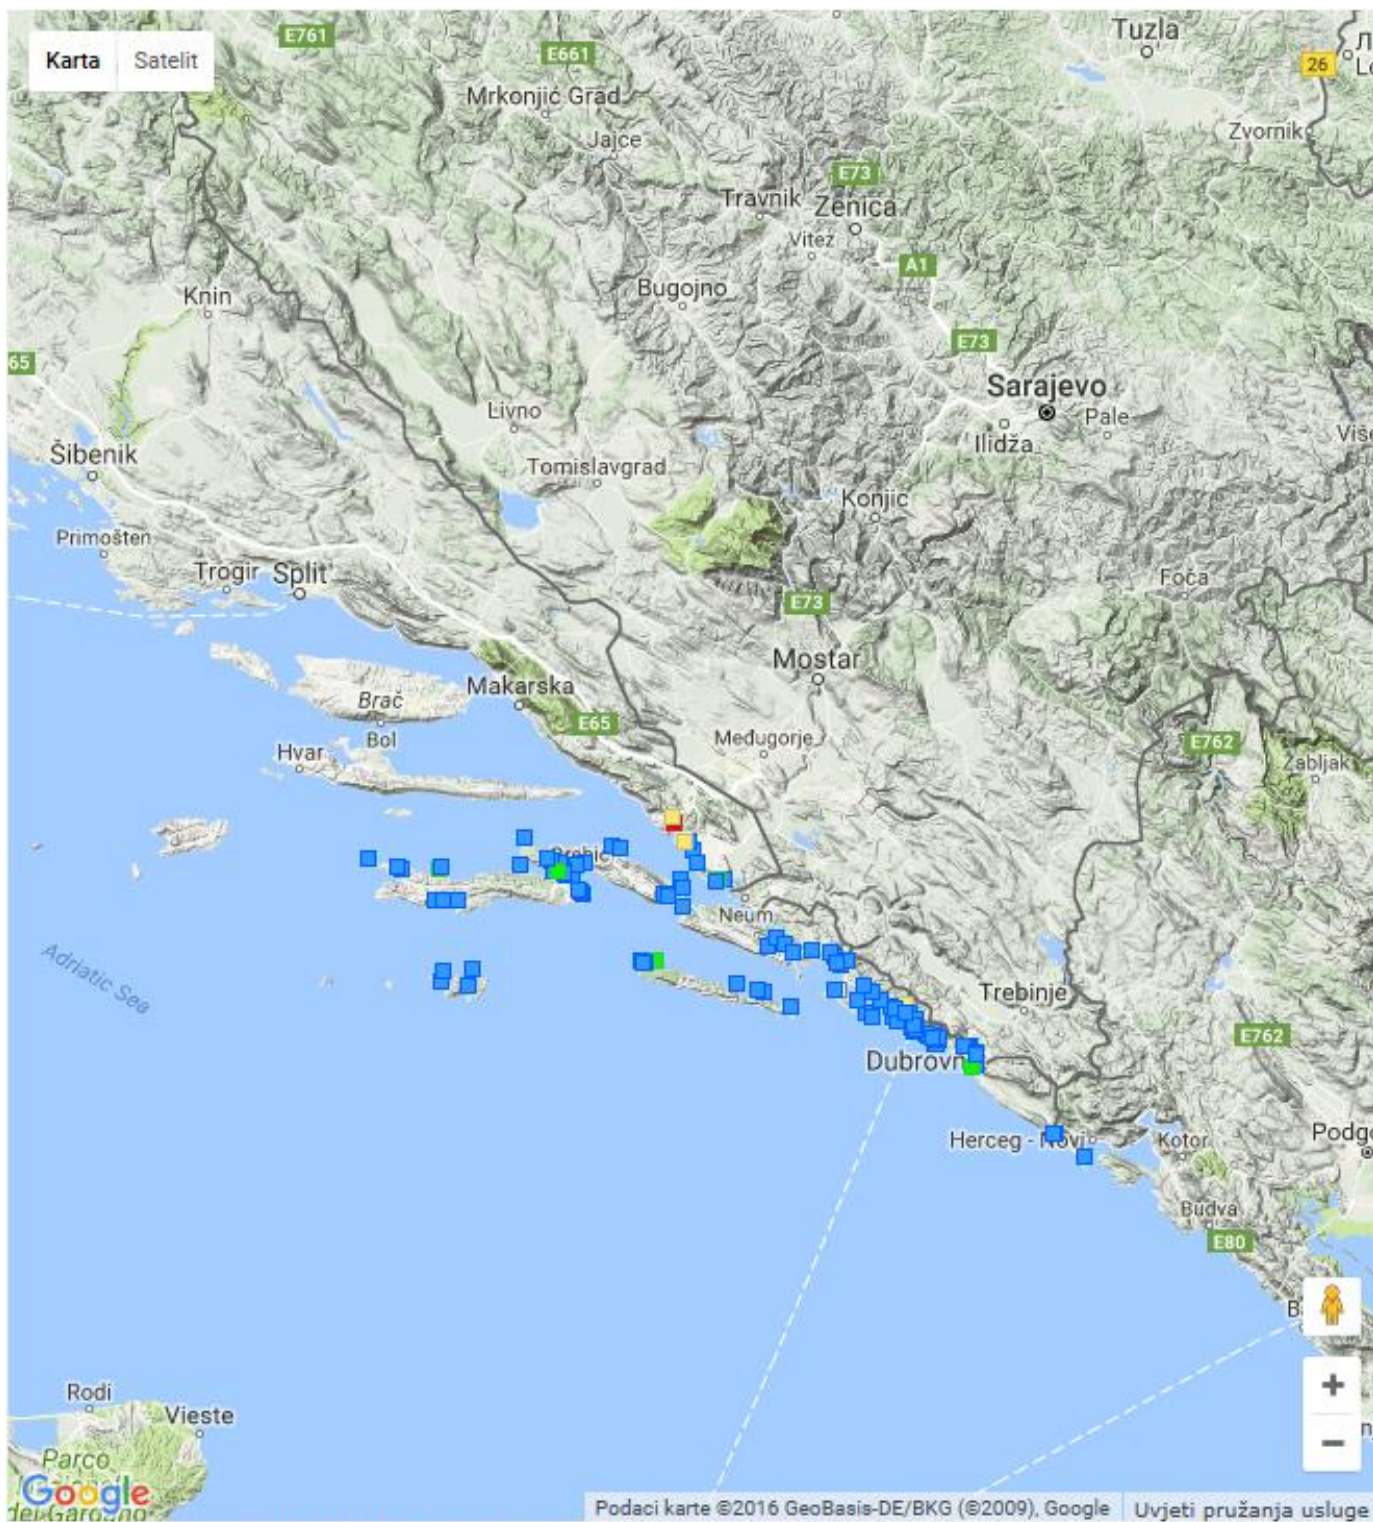 Karta
Satelit
E761
E661
Tuzla
26
Mrkonjić Grad
Jajce
Zvornik
E73
Travnik
Zenica
Vitez
A1
Bugojno
Knin
E73
65
Sarajevo
Pale
Ilidža
Livno
Šibenik
Tomislavgrad
Konjic
Primošten
Trogir
Split
Foča
E73
Mostar
Makarska
Brač
E65
Bol
Međugorje
E762
Hvar
Žabljak
Neum
Adriatic Sea
Trebinje
E762
Dubrovn
Herceg - Novi
Kotor
Podgo
Budva
E80
Rodi
Vieste
Parco
Google
Podaci karte ©2016 GeoBasis-DE/BKG (©2009), Google
Uvjeti pružanja usluge